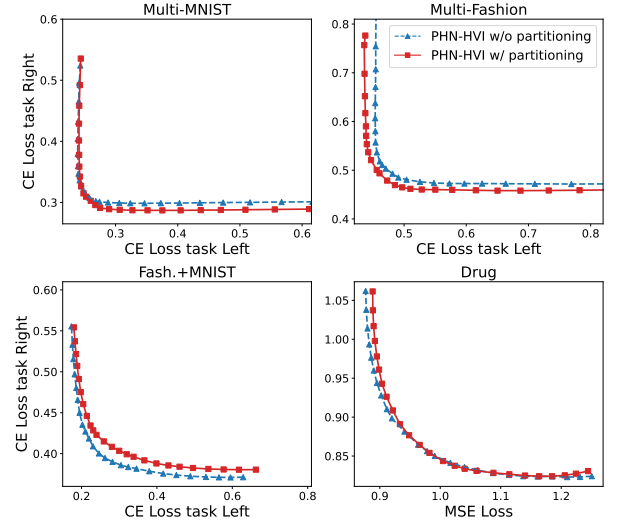 Multi-MNIST
Multi-Fashion
0.6
0.5
0.4
0.3
CE Loss task Right
0.3
0.4
0.5
0.6
CE Loss task Left
0.8
0.7
0.6
0.5
0.4
PHN-HVI w/o partitioning
PHN-HVI w/ partitioning
0.5
0.6
0.7
0.8
CE Loss task Left
Fash.+MNIST
Drug
0.60
0.55
0.50
0.45
0.40
CE Loss task Right
0.2
0.4
0.6
0.8
CE Loss task Left
1.05
1.00
0.95
0.90
0.85
0.9
1.0
1.1
1.2
MSE Loss